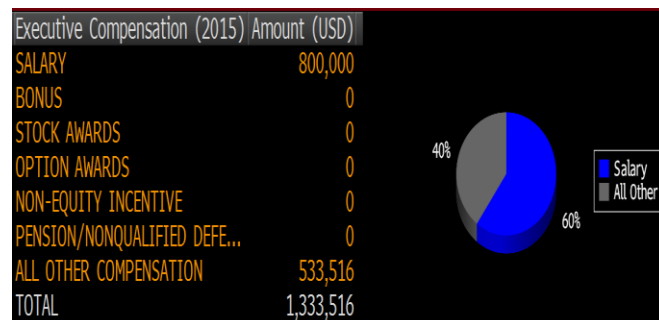 Executive Compensation (2015) Amount (USD)
SALARY 800,000
BONUS 0
STOCK AWARDS 0
OPTION AWARDS 0
NON-EQUITY INCENTIVE 0
PENSION/NONQUALIFIED DEFE... 0
ALL OTHER COMPENSATION 533,516
TOTAL 1,333,516
40%
60%
Salary
All Other